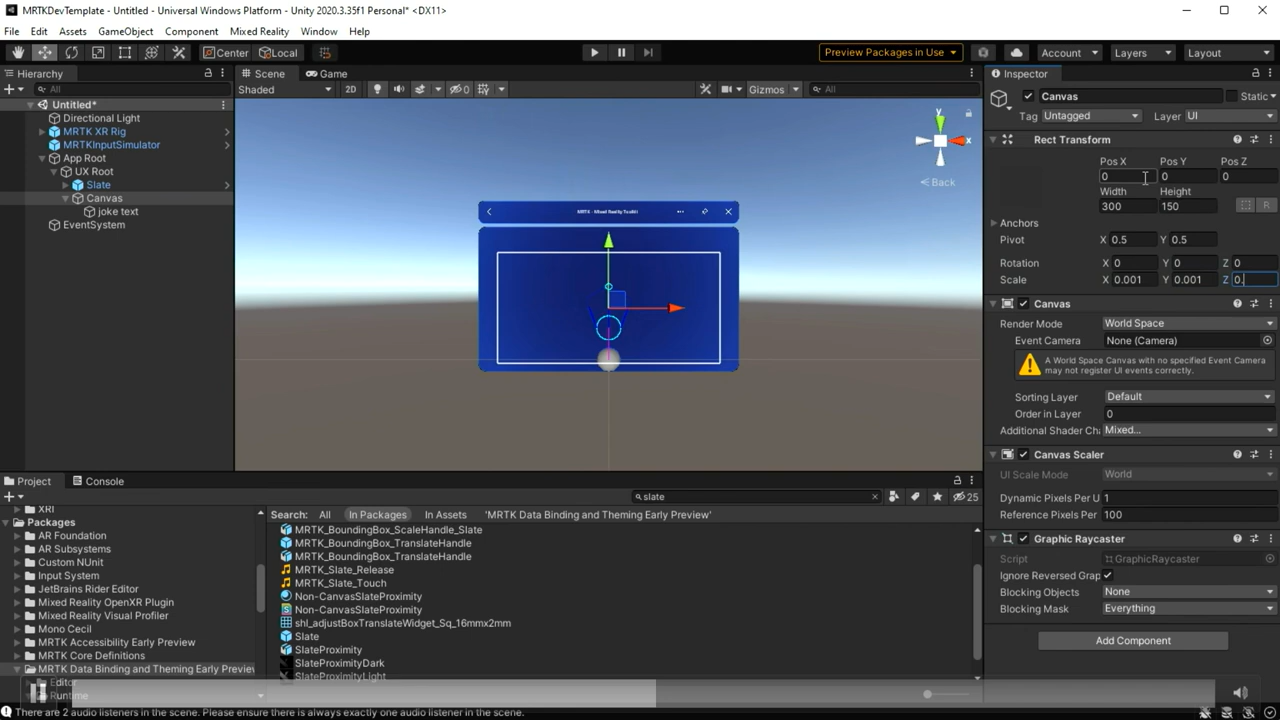 MRTKDevTemplate - Untitled - Universal Windows Platform - Unity 2020.3.35f1 Personal* <DX11>
File Edit Assets GameObject Component Mixed Reality Window Help
Center Local Preview Packages in Use Account Layers Layout
Hierarchy
All
Untitled*
Directional Light
MRTK XR Rig
MRTKInputSimulator
App Root
UX Root
Slate
Canvas
joke text
EventSystem
Scene Game
Shaded 2D 0 Gizmos All
y
x
Back
MRTK - Mixed Reality Toolkit
Inspector
Canvas Static
Tag Untagged Layer UI
Rect Transform
Pos X Pos Y Pos Z
0 0 0
Width Height
300 150 R
Anchors
Pivot X 0.5 Y 0.5
Rotation X 0 Y 0 Z 0
Scale X 0.001 Y 0.001 Z 0.
Canvas
Render Mode World Space
Event Camera None (Camera)
A World Space Canvas with no specified Event Camera
may not register UI events correctly.
Sorting Layer Default
Order in Layer 0
Additional Shader Cha Mixed...
Canvas Scaler
UI Scale Mode World
Dynamic Pixels Per U 1
Reference Pixels Per 100
Graphic Raycaster
Script GraphicRaycaster
Ignore Reversed Grap
Blocking Objects None
Blocking Mask Everything
Add Component
Project Console
slate 25
XRI
Packages
AR Foundation
AR Subsystems
Custom NUnit
Input System
JetBrains Rider Editor
Mixed Reality OpenXR Plugin
Mixed Reality Visual Profiler
Mono Cecil
MRTK Accessibility Early Preview
MRTK Core Definitions
MRTK Data Binding and Theming Early Preview
Editor
Runtime
Search: All In Packages In Assets 'MRTK Data Binding and Theming Early Preview'
MRTK_BoundingBox_ScaleHandle_Slate
MRTK_BoundingBox_TranslateHandle
MRTK_BoundingBox_TranslateHandle
MRTK_Slate_Release
MRTK_Slate_Touch
Non-CanvasSlateProximity
Non-CanvasSlateProximity
shl_adjustBoxTranslateWidget_Sq_16mmx2mm
Slate
SlateProximity
SlateProximityDark
SlateProximityLight
There are 2 audio listeners in the scene. Please ensure there is always exactly one audio listener in the scene.